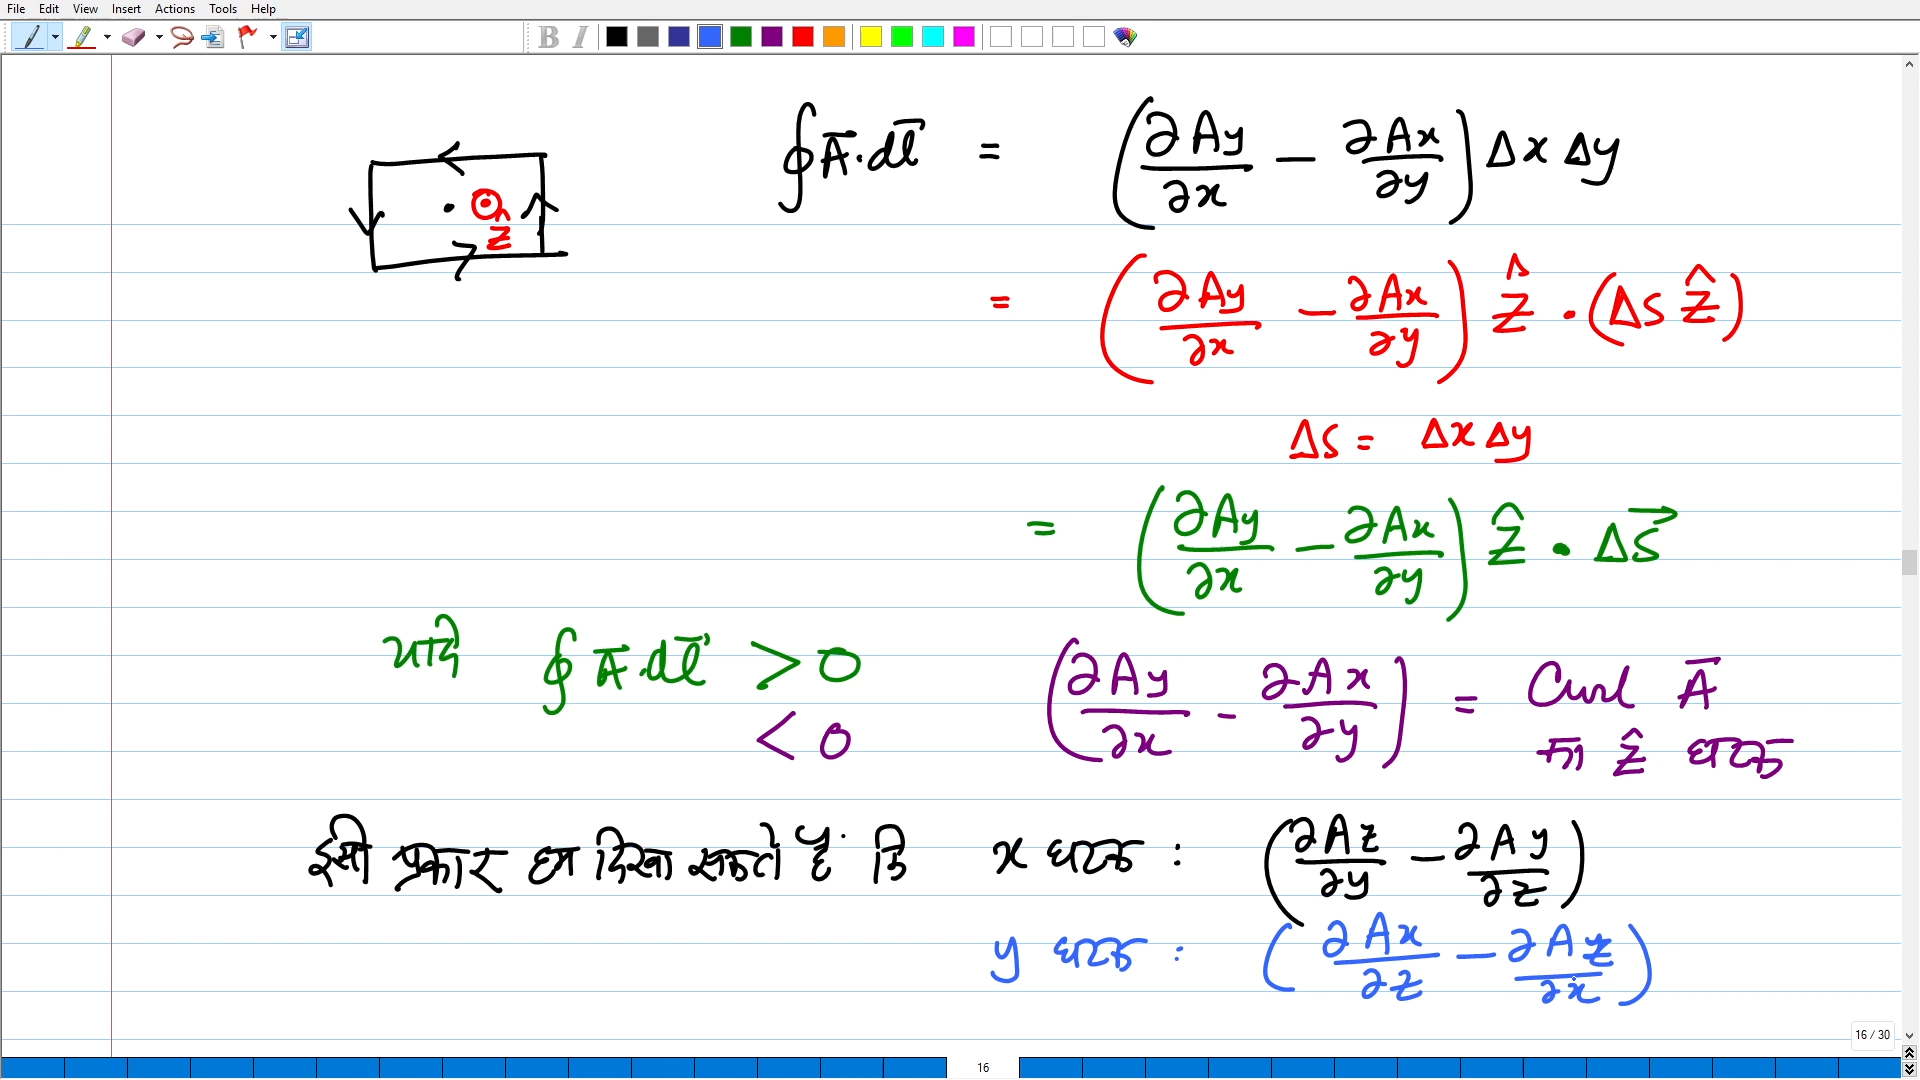 File Edit View Insert Actions Tools Help
B I
∮ A̅·dl̅ = (∂Ay/∂x − ∂Ax/∂y) Δx Δy
ẑ
= (∂Ay/∂x − ∂Ax/∂y) ẑ · (ΔS ẑ)
ΔS = Δx Δy
= (∂Ay/∂x − ∂Ax/∂y) ẑ · ΔS⃗
यदि ∮ A̅·dl̅ > 0
< 0
(∂Ay/∂x − ∂Ax/∂y) = Curl A̅
का ẑ घटक
इसी प्रकार हम दिखा सकते हैं कि x घटक : (∂Az/∂y − ∂Ay/∂z)
y घटक : (∂Ax/∂z − ∂Az/∂x)
16 / 30
16